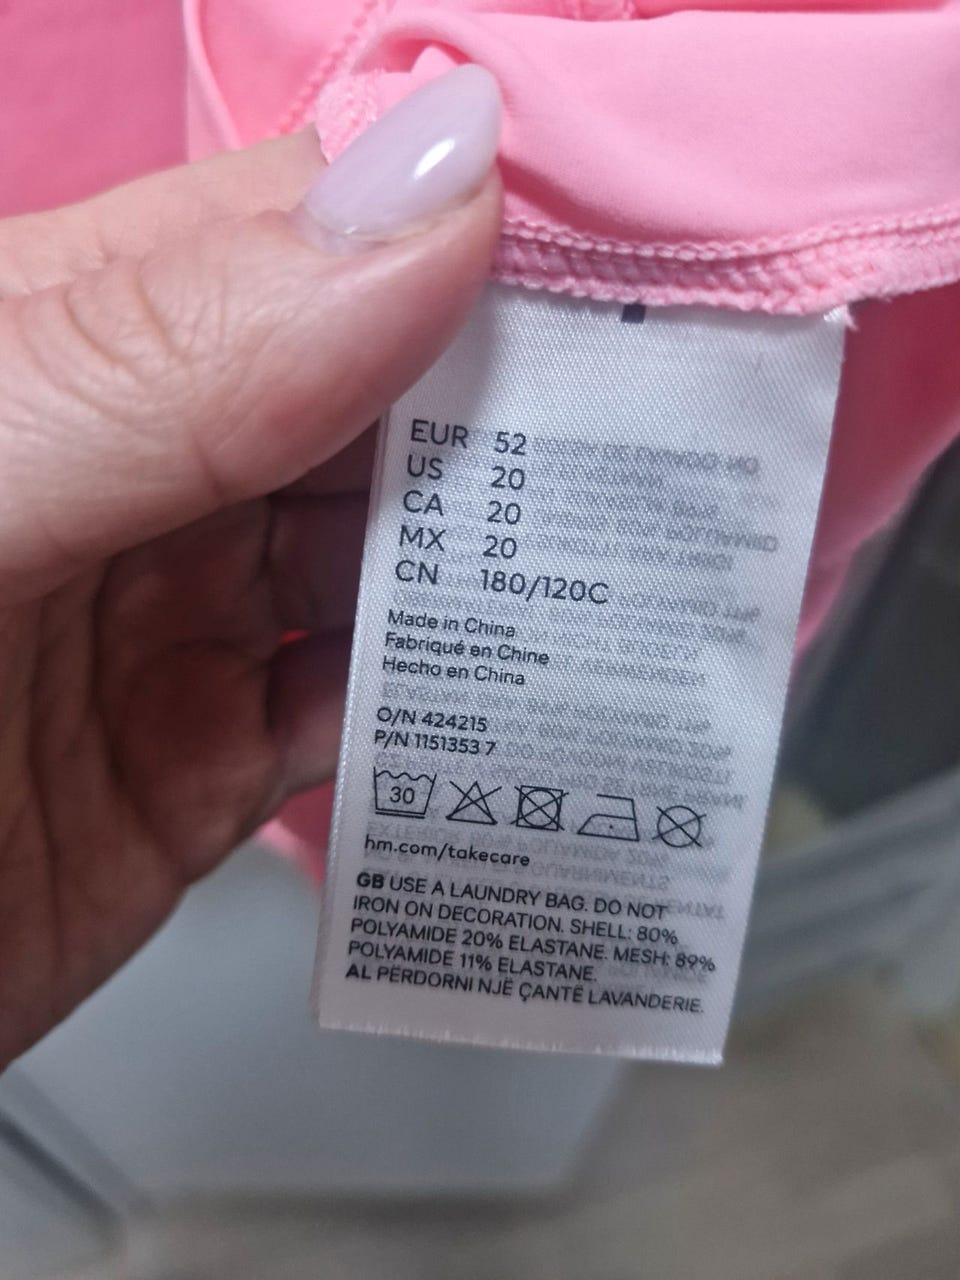 EUR 52
US 20
CA 20
MX 20
CN 180/120C
Made in China
Fabriqué en Chine
Hecho en China
O/N 424215
P/N 1151353 7
30
hm.com/takecare
GB USE A LAUNDRY BAG. DO NOT
IRON ON DECORATION. SHELL: 80%
POLYAMIDE 20% ELASTANE. MESH: 89%
POLYAMIDE 11% ELASTANE.
AL PËRDORNI NJË ÇANTË LAVANDERIE.